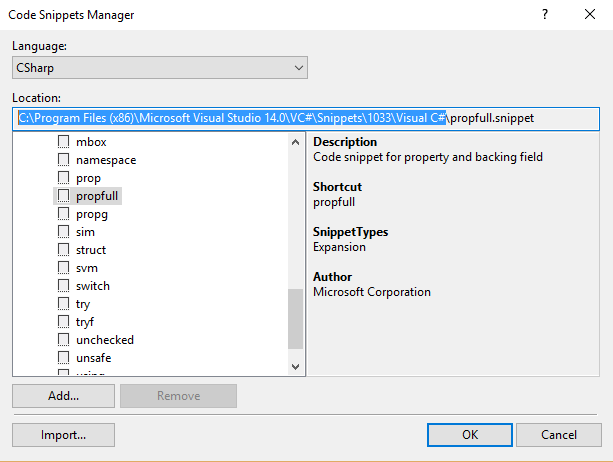 Code Snippets Manager
?
Language:
CSharp
Location:
C:\Program Files (x86)\Microsoft Visual Studio 14.0\VC#\Snippets\1033\Visual C#\propfull.snippet
mbox
namespace
prop
propfull
propg
sim
struct
svm
switch
try
tryf
unchecked
unsafe
using
Description
Code snippet for property and backing field
Shortcut
propfull
SnippetTypes
Expansion
Author
Microsoft Corporation
Add...
Remove
Import...
OK
Cancel